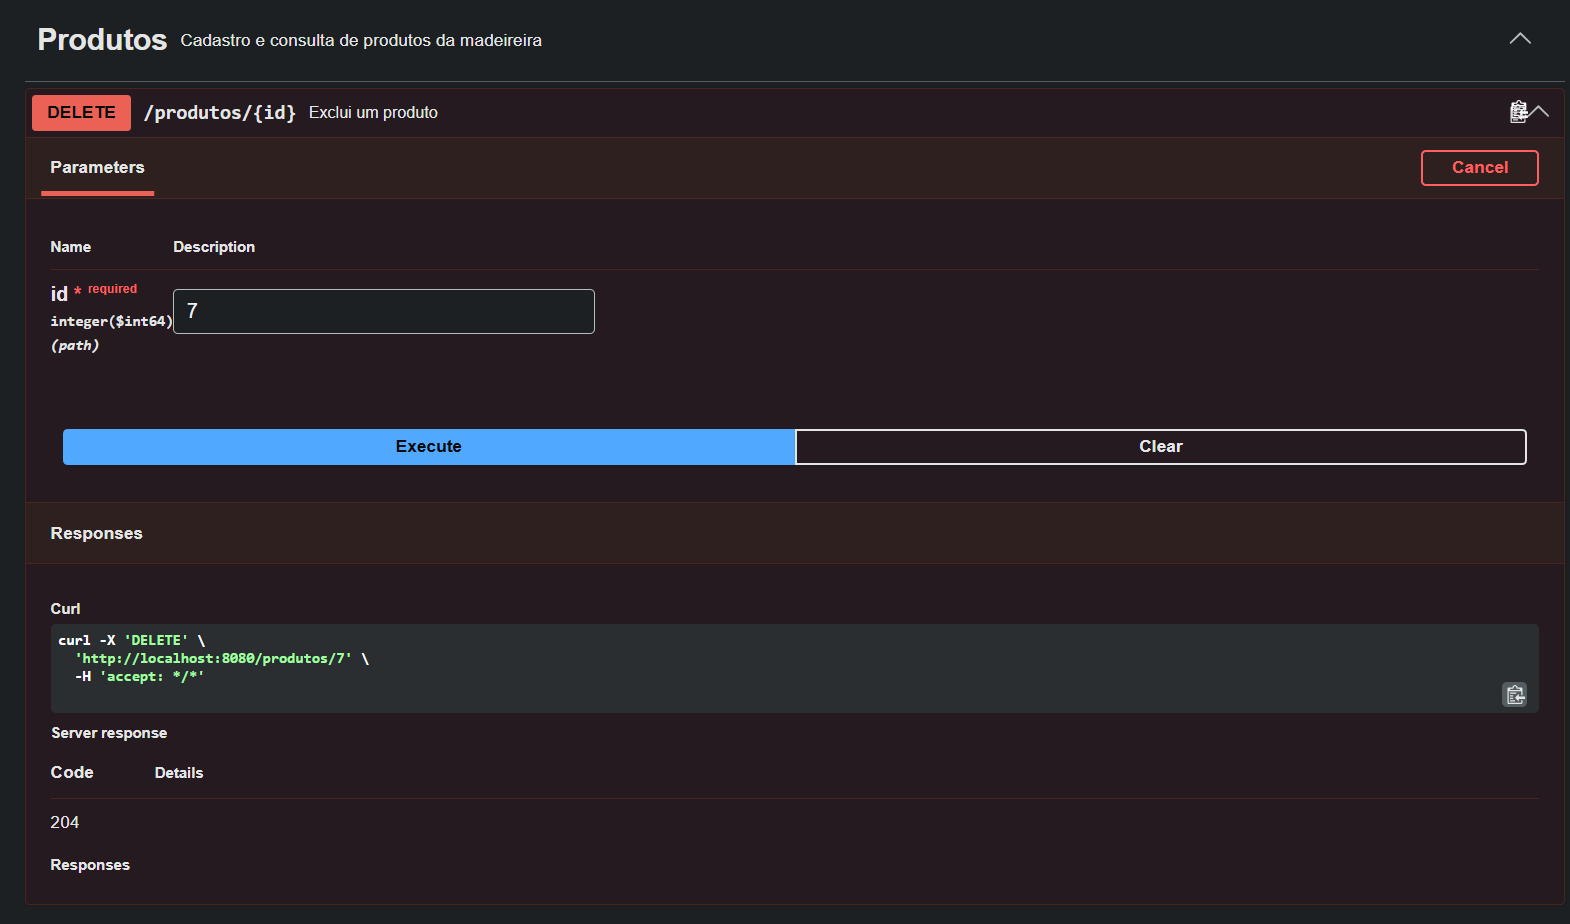 Produtos Cadastro e consulta de produtos da madeireira
DELETE /produtos/{id} Exclui um produto
Parameters
Cancel
Name Description
id * required
integer($int64)
(path)
7
Execute Clear
Responses
Curl
curl -X 'DELETE' \
  'http://localhost:8080/produtos/7' \
  -H 'accept: */*'
Server response
Code Details
204
Responses